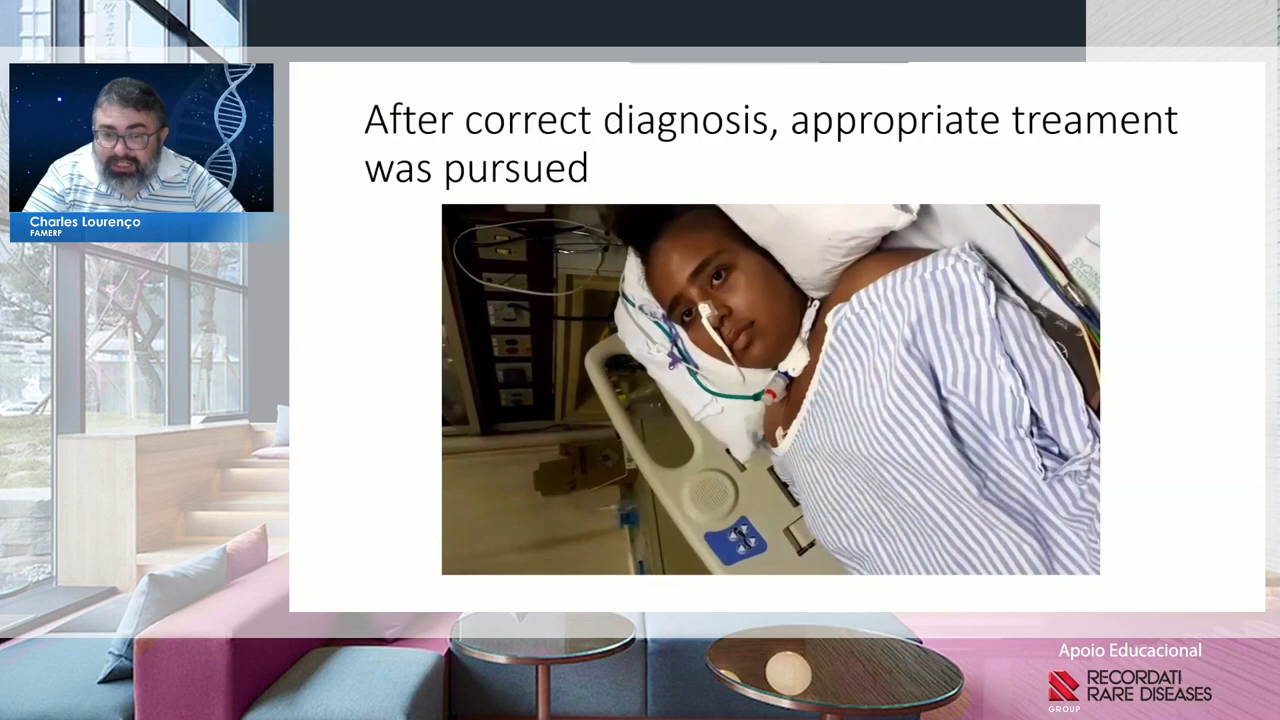 After correct diagnosis, appropriate treament
was pursued
Charles Lourenço
FAMERP
Apoio Educacional
RECORDATI
RARE DISEASES
GROUP